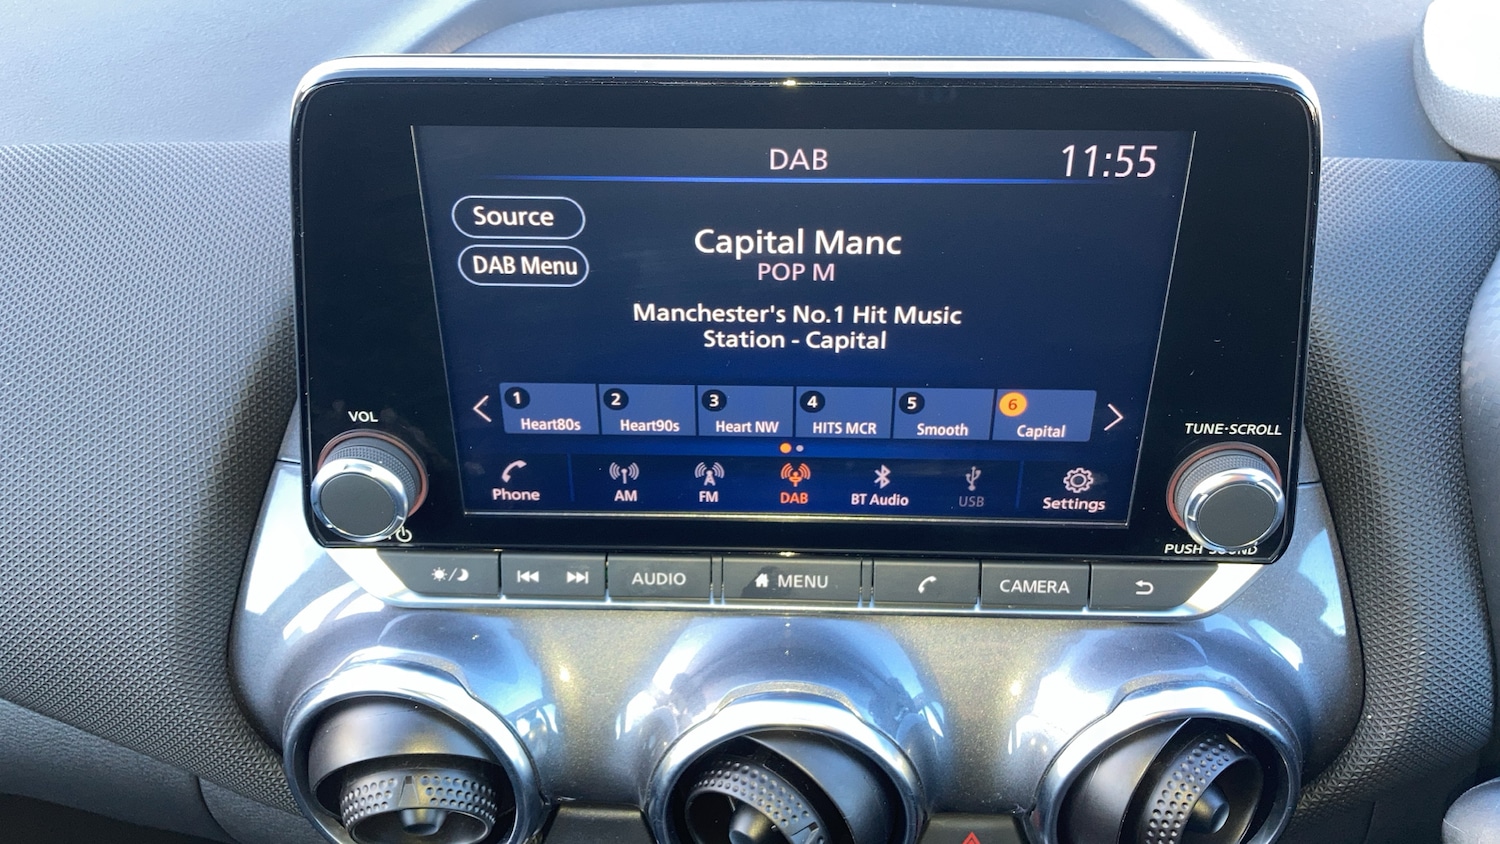 DAB
11:55
Source
DAB Menu
Capital Manc
POP M
Manchester's No.1 Hit Music
Station - Capital
1 Heart80s
2 Heart90s
3 Heart NW
4 HITS MCR
5 Smooth
6 Capital
VOL
TUNE·SCROLL
Phone
AM
FM
DAB
BT Audio
USB
Settings
PUSH SOUND
AUDIO
MENU
CAMERA